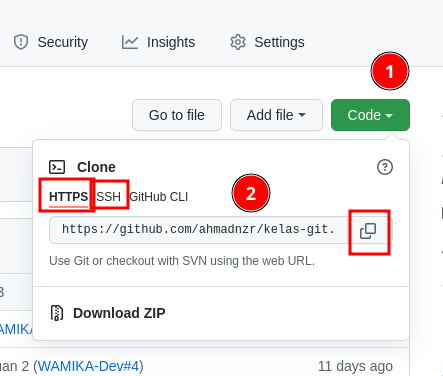 Security Insights Settings
1
Go to file Add file Code
Clone
HTTPS SSH GitHub CLI
2
https://github.com/ahmadnzr/kelas-git.
Use Git or checkout with SVN using the web URL.
3
Download ZIP
AMIKA
uan 2 (WAMIKA-Dev#4) 11 days ago